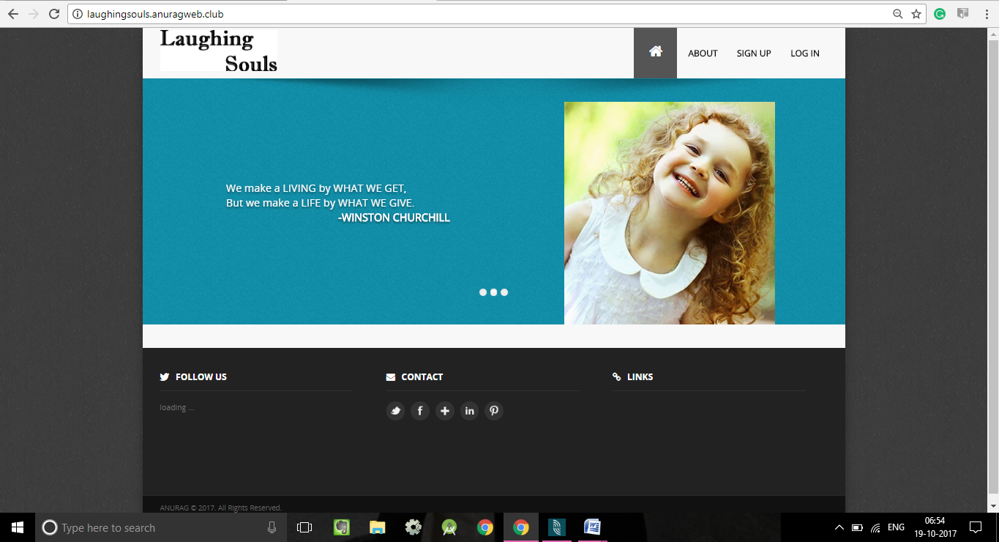 laughingsouls.anuragweb.club
Laughing
Souls
ABOUT SIGN UP LOG IN
We make a LIVING by WHAT WE GET,
But we make a LIFE by WHAT WE GIVE.
-WINSTON CHURCHILL
FOLLOW US
loading ...
CONTACT
LINKS
ANURAG © 2017. All Rights Reserved.
Type here to search
ENG
06:54
19-10-2017